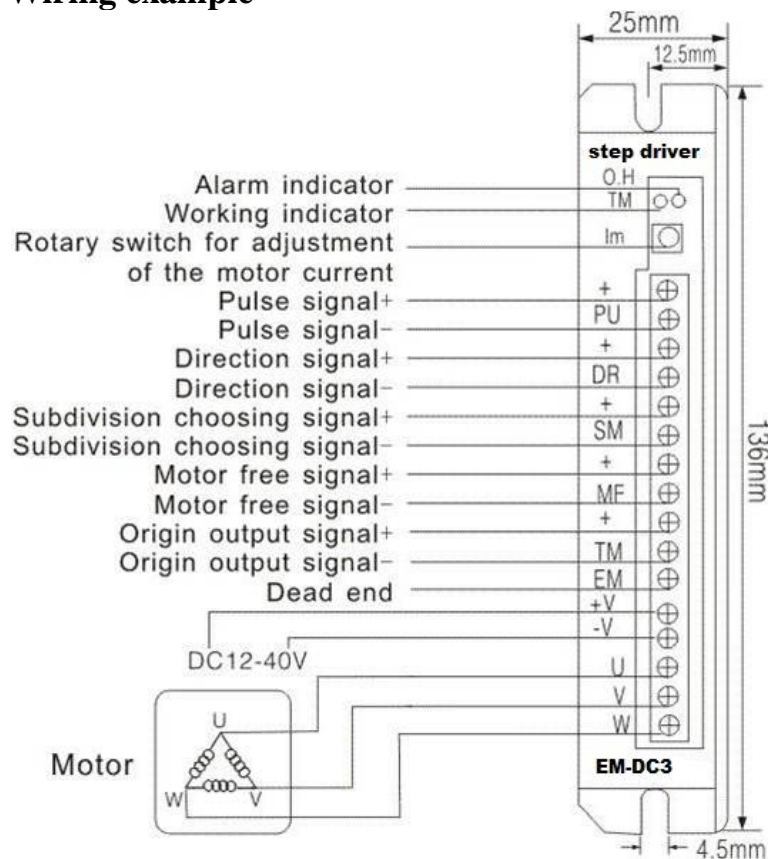 Wiring example
25mm
12.5mm
step driver
Alarm indicator
O.H
Working indicator
TM
Rotary switch for adjustment
of the motor current
Im
Pulse signal+
+
Pulse signal-
PU
Direction signal+
+
Direction signal-
DR
Subdivision choosing signal+
+
Subdivision choosing signal-
SM
Motor free signal+
+
Motor free signal-
MF
Origin output signal+
+
Origin output signal-
TM
Dead end
EM
+V
-V
DC12-40V
136mm
U
V
W
Motor
U
W
V
EM-DC3
4.5mm